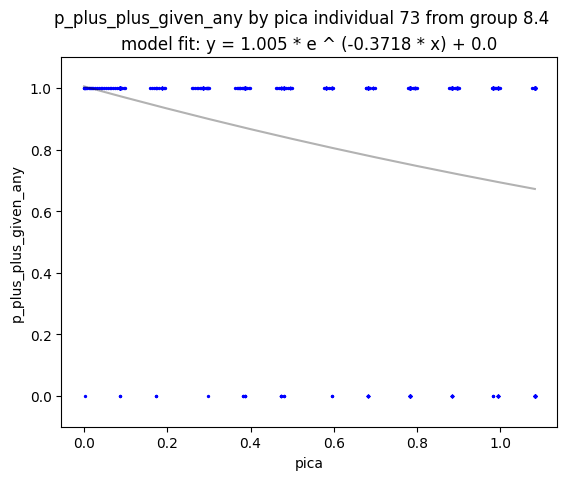 p_plus_plus_given_any by pica individual 73 from group 8.4
model fit: y = 1.005 * e ^ (-0.3718 * x) + 0.0
1.0
0.8
0.6
0.4
0.2
0.0
p_plus_plus_given_any
0.0 0.2 0.4 0.6 0.8 1.0
pica